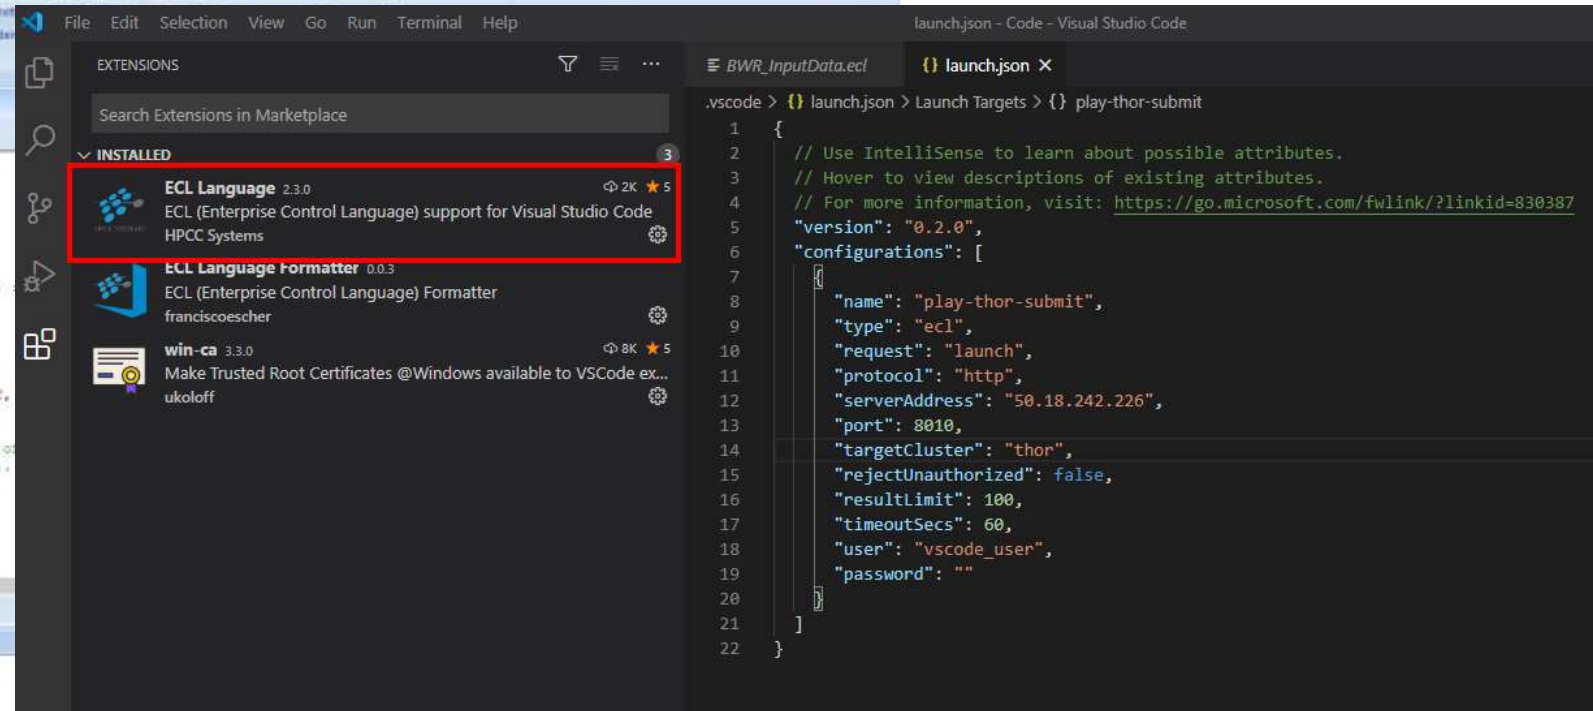 File Edit Selection View Go Run Terminal Help
launch.json - Code - Visual Studio Code
EXTENSIONS
Search Extensions in Marketplace
INSTALLED
3
ECL Language 2.3.0
2K 5
ECL (Enterprise Control Language) support for Visual Studio Code
HPCC Systems
ECL Language Formatter 0.0.3
ECL (Enterprise Control Language) Formatter
franciscoescher
win-ca 3.3.0
8K 5
Make Trusted Root Certificates @Windows available to VSCode ex...
ukoloff
BWR_InputData.ecl
{} launch.json
.vscode > {} launch.json > Launch Targets > {} play-thor-submit
1 {
2 // Use IntelliSense to learn about possible attributes.
3 // Hover to view descriptions of existing attributes.
4 // For more information, visit: https://go.microsoft.com/fwlink/?linkid=830387
5 "version": "0.2.0",
6 "configurations": [
7 {
8 "name": "play-thor-submit",
9 "type": "ecl",
10 "request": "launch",
11 "protocol": "http",
12 "serverAddress": "50.18.242.226",
13 "port": 8010,
14 "targetCluster": "thor",
15 "rejectUnauthorized": false,
16 "resultLimit": 100,
17 "timeoutSecs": 60,
18 "user": "vscode_user",
19 "password": ""
20 }
21 ]
22 }